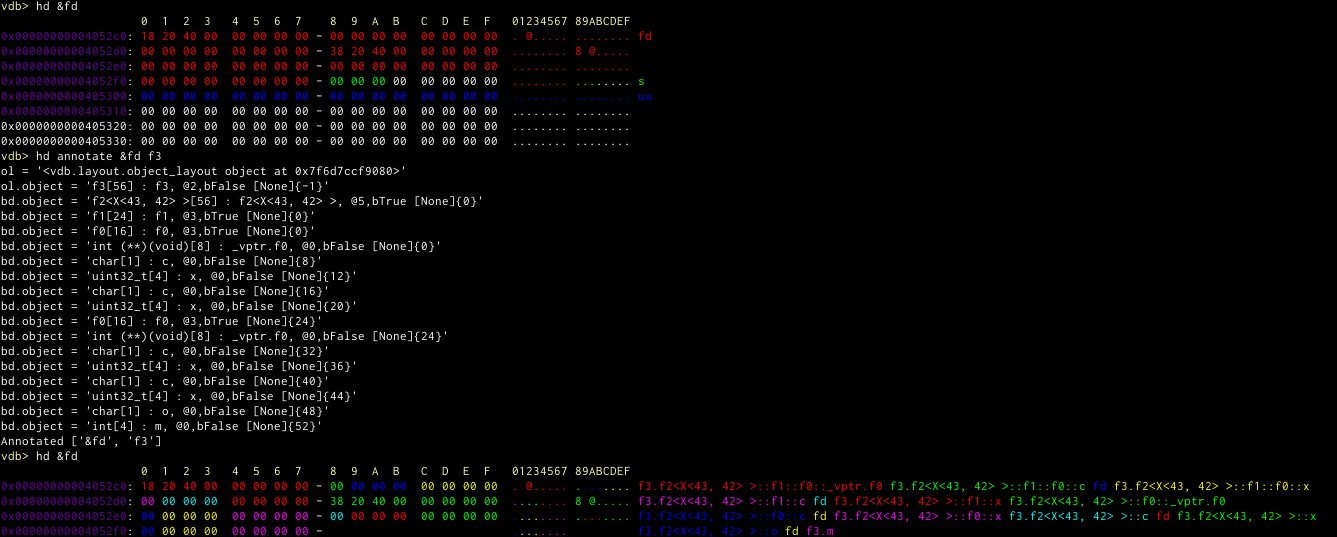 vdb> hd &fd
0 1 2 3 4 5 6 7 8 9 A B C D E F 01234567 89ABCDEF
0x00000000004052c0: 18 20 40 00 00 00 00 00 - 00 00 00 00 00 00 00 00 . @..... ........ fd
0x00000000004052d0: 00 00 00 00 00 00 00 00 - 38 20 40 00 00 00 00 00 ........ 8 @.....
0x00000000004052e0: 00 00 00 00 00 00 00 00 - 00 00 00 00 00 00 00 00 ........ ........
0x00000000004052f0: 00 00 00 00 00 00 00 00 - 00 00 00 00 00 00 00 00 ........ ........ s
0x0000000000405300: 00 00 00 00 00 00 00 00 - 00 00 00 00 00 00 00 00 ........ ........ uu
0x0000000000405310: 00 00 00 00 00 00 00 00 - 00 00 00 00 00 00 00 00 ........ ........
0x0000000000405320: 00 00 00 00 00 00 00 00 - 00 00 00 00 00 00 00 00 ........ ........
0x0000000000405330: 00 00 00 00 00 00 00 00 - 00 00 00 00 00 00 00 00 ........ ........
vdb> hd annotate &fd f3
ol = '<vdb.layout.object_layout object at 0x7f6d7ccf9080>'
ol.object = 'f3[56] : f3, @2,bFalse [None]{-1}'
bd.object = 'f2<X<43, 42> >[56] : f2<X<43, 42> >, @5,bTrue [None]{0}'
bd.object = 'f1[24] : f1, @3,bTrue [None]{0}'
bd.object = 'f0[16] : f0, @3,bTrue [None]{0}'
bd.object = 'int (**)(void)[8] : _vptr.f0, @0,bFalse [None]{0}'
bd.object = 'char[1] : c, @0,bFalse [None]{8}'
bd.object = 'uint32_t[4] : x, @0,bFalse [None]{12}'
bd.object = 'char[1] : c, @0,bFalse [None]{16}'
bd.object = 'uint32_t[4] : x, @0,bFalse [None]{20}'
bd.object = 'f0[16] : f0, @3,bTrue [None]{24}'
bd.object = 'int (**)(void)[8] : _vptr.f0, @0,bFalse [None]{24}'
bd.object = 'char[1] : c, @0,bFalse [None]{32}'
bd.object = 'uint32_t[4] : x, @0,bFalse [None]{36}'
bd.object = 'char[1] : c, @0,bFalse [None]{40}'
bd.object = 'uint32_t[4] : x, @0,bFalse [None]{44}'
bd.object = 'char[1] : o, @0,bFalse [None]{48}'
bd.object = 'int[4] : m, @0,bFalse [None]{52}'
Annotated ['&fd', 'f3']
vdb> hd &fd
0 1 2 3 4 5 6 7 8 9 A B C D E F 01234567 89ABCDEF
0x00000000004052c0: 18 20 40 00 00 00 00 00 - 00 00 00 00 00 00 00 00 . @..... ........ f3.f2<X<43, 42> >::f1::f0::_vptr.f0 f3.f2<X<43, 42> >::f1::f0::c fd f3.f2<X<43, 42> >::f1::f0::x
0x00000000004052d0: 00 00 00 00 00 00 00 00 - 38 20 40 00 00 00 00 00 ........ 8 @..... f3.f2<X<43, 42> >::f1::c fd f3.f2<X<43, 42> >::f1::x f3.f2<X<43, 42> >::f0::_vptr.f0
0x00000000004052e0: 00 00 00 00 00 00 00 00 - 00 00 00 00 00 00 00 00 ........ ........ f3.f2<X<43, 42> >::f0::c fd f3.f2<X<43, 42> >::f0::x f3.f2<X<43, 42> >::c fd f3.f2<X<43, 42> >::x
0x00000000004052f0: 00 00 00 00 00 00 00 00 - ........ f3.f2<X<43, 42> >::o fd f3.m